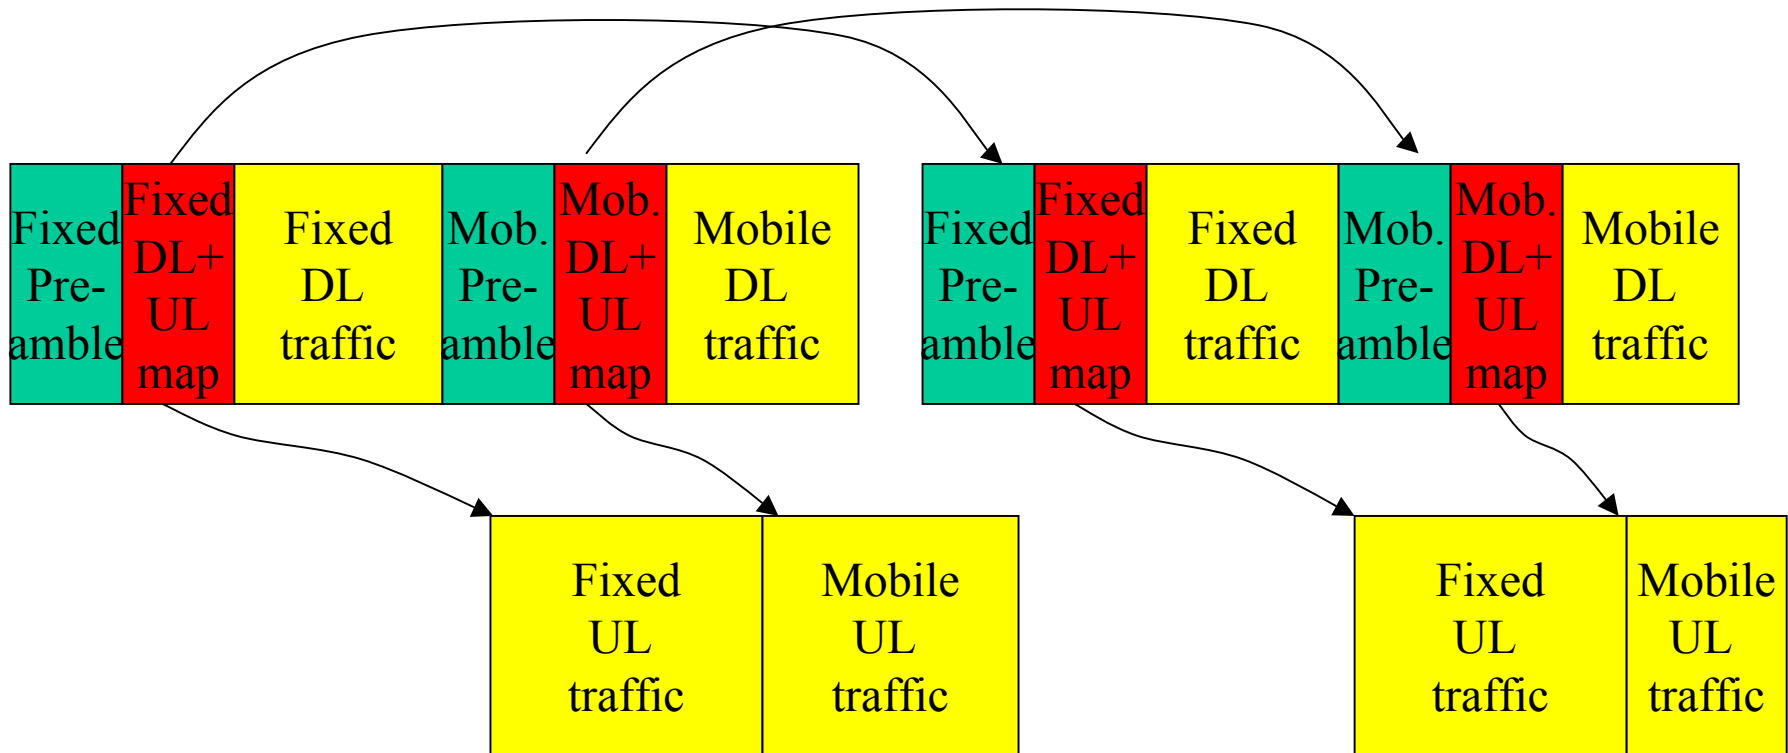 Fixed
Pre-
amble
Fixed
DL+
UL
map
Fixed
DL
traffic
Mob.
Pre-
amble
Mob.
DL+
UL
map
Mobile
DL
traffic
Fixed
Pre-
amble
Fixed
DL+
UL
map
Fixed
DL
traffic
Mob.
Pre-
amble
Mob.
DL+
UL
map
Mobile
DL
traffic
Fixed
UL
traffic
Mobile
UL
traffic
Fixed
UL
traffic
Mobile
UL
traffic